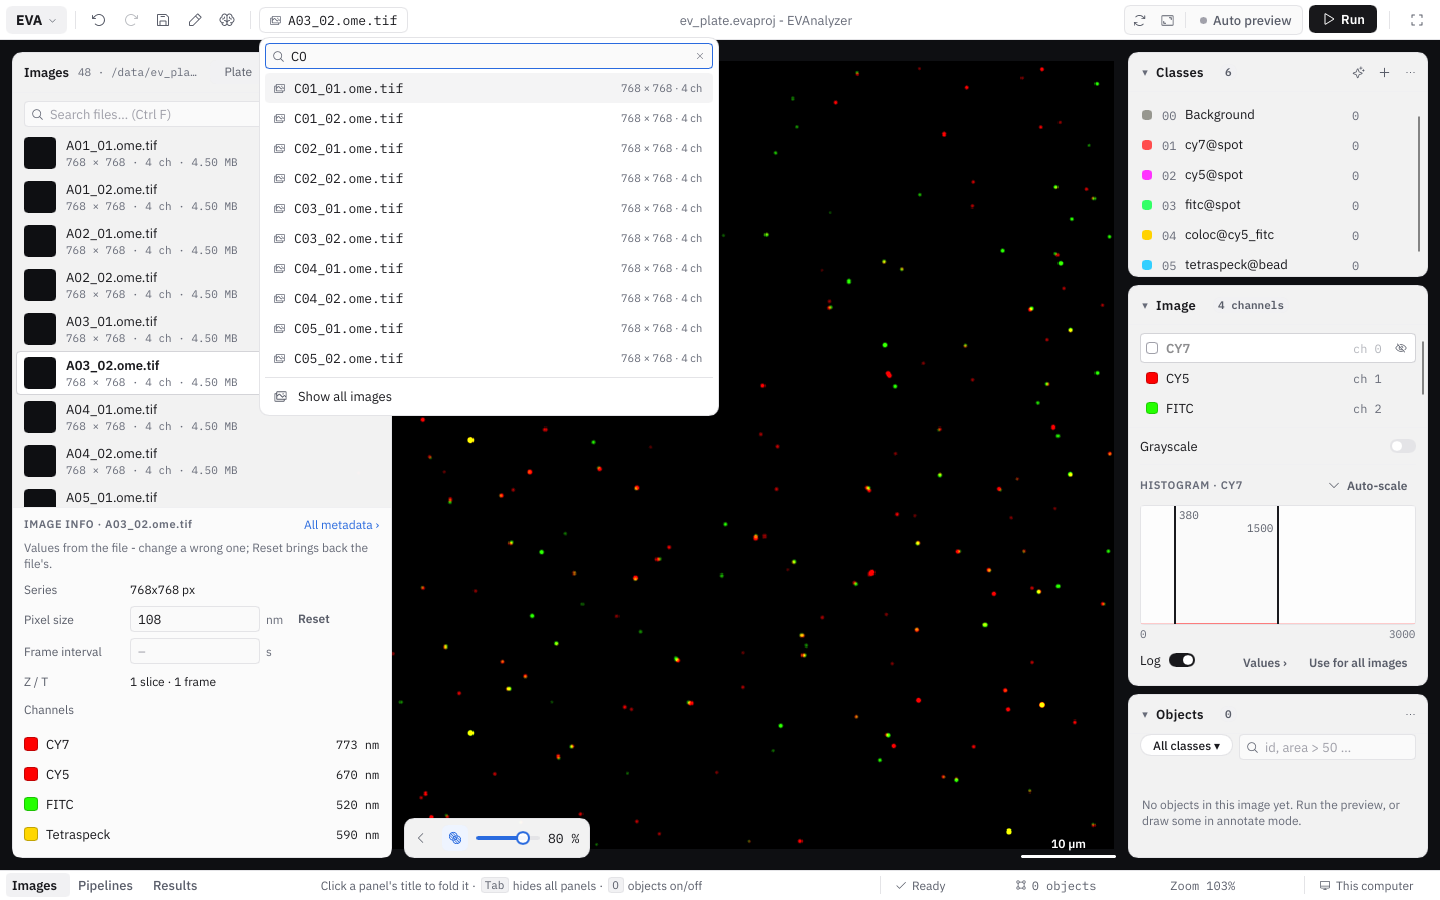 EVA
A03_02.ome.tif
ev_plate.evaproj - EVAnalyzer
Auto preview
Run
Images 48 · /data/ev_pla… Plate
Search files... (Ctrl F)
A01_01.ome.tif
768 × 768 · 4 ch · 4.50 MB
A01_02.ome.tif
768 × 768 · 4 ch · 4.50 MB
A02_01.ome.tif
768 × 768 · 4 ch · 4.50 MB
A02_02.ome.tif
768 × 768 · 4 ch · 4.50 MB
A03_01.ome.tif
768 × 768 · 4 ch · 4.50 MB
A03_02.ome.tif
768 × 768 · 4 ch · 4.50 MB
A04_01.ome.tif
768 × 768 · 4 ch · 4.50 MB
A04_02.ome.tif
768 × 768 · 4 ch · 4.50 MB
A05_01.ome.tif
IMAGE INFO · A03_02.ome.tif All metadata ›
Values from the file - change a wrong one; Reset brings back the
file's.
Series 768x768 px
Pixel size 108 nm Reset
Frame interval – s
Z / T 1 slice · 1 frame
Channels
CY7 773 nm
CY5 670 nm
FITC 520 nm
Tetraspeck 590 nm
C0
C01_01.ome.tif 768 × 768 · 4 ch
C01_02.ome.tif 768 × 768 · 4 ch
C02_01.ome.tif 768 × 768 · 4 ch
C02_02.ome.tif 768 × 768 · 4 ch
C03_01.ome.tif 768 × 768 · 4 ch
C03_02.ome.tif 768 × 768 · 4 ch
C04_01.ome.tif 768 × 768 · 4 ch
C04_02.ome.tif 768 × 768 · 4 ch
C05_01.ome.tif 768 × 768 · 4 ch
C05_02.ome.tif 768 × 768 · 4 ch
Show all images
80 %
10 µm
Classes 6
00 Background 0
01 cy7@spot 0
02 cy5@spot 0
03 fitc@spot 0
04 coloc@cy5_fitc 0
05 tetraspeck@bead 0
Image 4 channels
CY7 ch 0
CY5 ch 1
FITC ch 2
Grayscale
HISTOGRAM · CY7 Auto-scale
380
1500
0 3000
Log Values › Use for all images
Objects 0
All classes ▾ id, area > 50 ...
No objects in this image yet. Run the preview, or
draw some in annotate mode.
Images Pipelines Results
Click a panel's title to fold it · Tab hides all panels · O objects on/off
Ready
0 objects
Zoom 103%
This computer